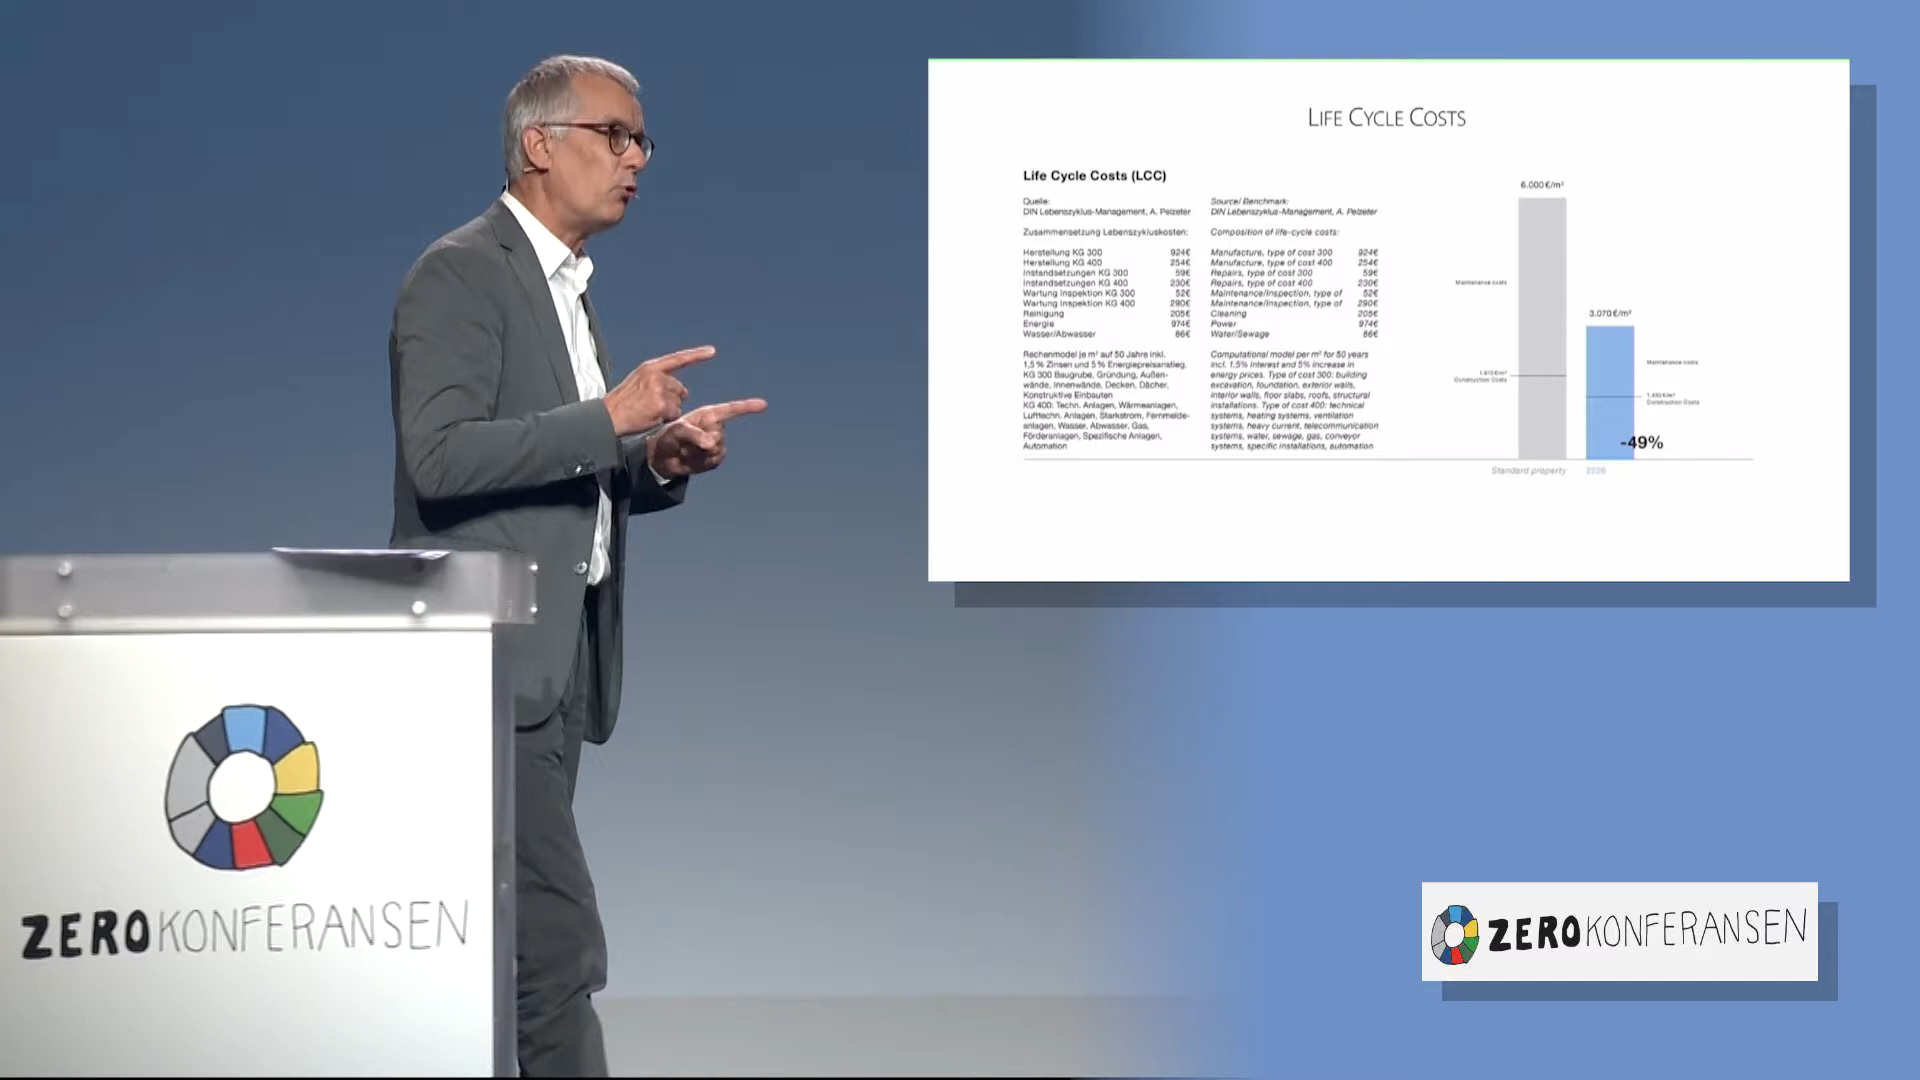 LIFE CYCLE COSTS
Life Cycle Costs (LCC)
Quelle:
DIN Lebenszyklus-Management, A. Pelzeter
Zusammensetzung Lebenszykluskosten:
Herstellung KG 300 924€
Herstellung KG 400 254€
Instandsetzungen KG 300 59€
Instandsetzungen KG 400 230€
Wartung Inspektion KG 300 52€
Wartung Inspektion KG 400 290€
Reinigung 205€
Energie 974€
Wasser/Abwasser 86€
Rechenmodel je m² auf 50 Jahre inkl.
1,5 % Zinsen und 5 % Energiepreisanstieg.
KG 300 Baugrube, Gründung, Außen-
wände, Innenwände, Decken, Dächer,
Konstruktive Einbauten
KG 400: Techn. Anlagen, Wärmeanlagen,
Lufttechn. Anlagen, Starkstrom, Fernmelde-
anlagen, Wasser, Abwasser, Gas,
Förderanlagen, Spezifische Anlagen,
Automation
Source/ Benchmark:
DIN Lebenszyklus-Management, A. Pelzeter
Composition of life-cycle costs:
Manufacture, type of cost 300 924€
Manufacture, type of cost 400 254€
Repairs, type of cost 300 59€
Repairs, type of cost 400 230€
Maintenance/Inspection, type of 52€
Maintenance/Inspection, type of 290€
Cleaning 205€
Power 974€
Water/Sewage 86€
Computational model per m² for 50 years
incl. 1.5% interest and 5% increase in
energy prices. Type of cost 300: building
excavation, foundation, exterior walls,
interior walls, floor slabs, roofs, structural
installations. Type of cost 400: technical
systems, heating systems, ventilation
systems, heavy current, telecommunication
systems, water, sewage, gas, conveyor
systems, specific installations, automation
6.000 €/m²
Maintenance costs
Construction Costs
3.070 €/m²
Maintenance costs
Construction Costs
-49%
Standard property
2226
ZEROKONFERANSEN
ZEROKONFERANSEN